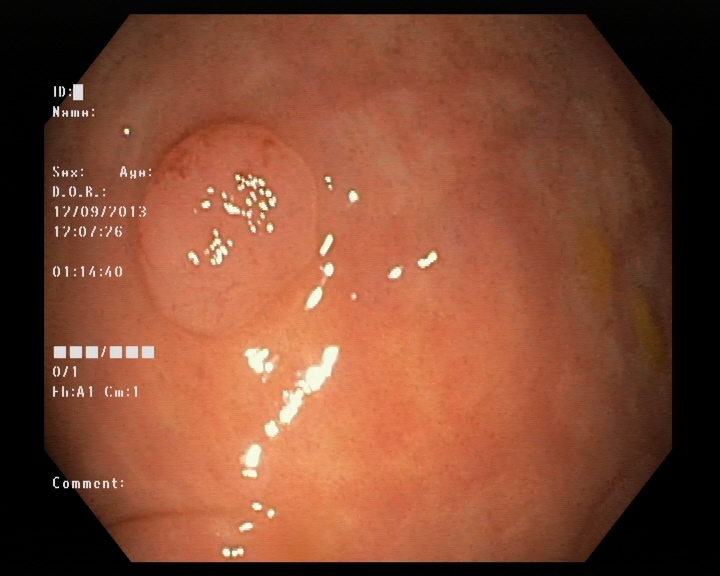 ID:
Name:
Sex: Age:
D.O.R.:
12/09/2013
12:07:26
01:14:40
0/1
Eh:A1 Cm:1
Comment: